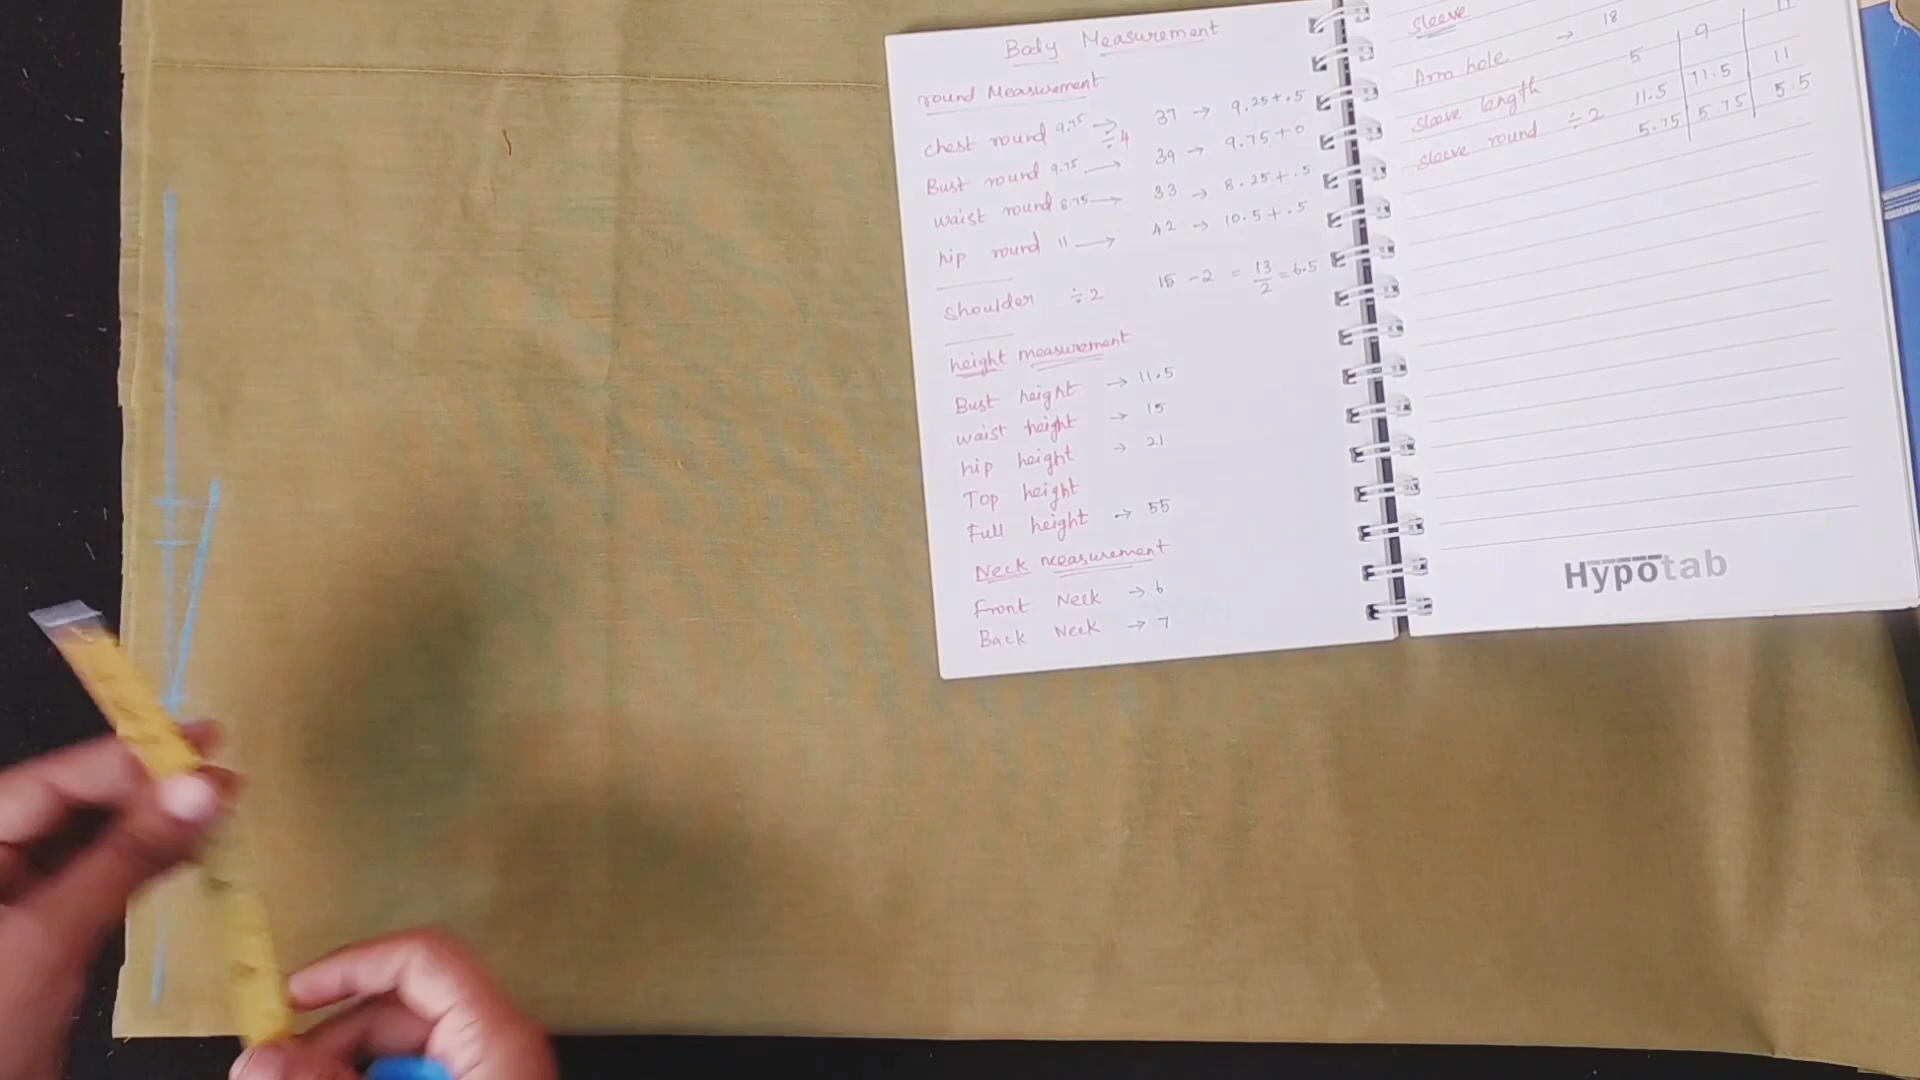 Body Measurement
round Measurement
chest round 9.75 → ÷4 37 → 9.25+.5
Bust round 9.75 → 39 → 9.75+0
waist round 8.75 → 33 → 8.25+.5
hip round 11 → 42 → 10.5+.5
shoulder ÷2 15 -2 = 13/2 = 6.5
height measurement
Bust height → 11.5
waist height → 15
hip height → 21
Top height
Full height → 55
Neck measurement
Front Neck → 6
Back Neck → 7
sleeve
Arm hole → 18
sleeve length 5 9 11
sleeve round ÷2 11.5 11.5 11
5.75 5.75 5.5
Hypotab